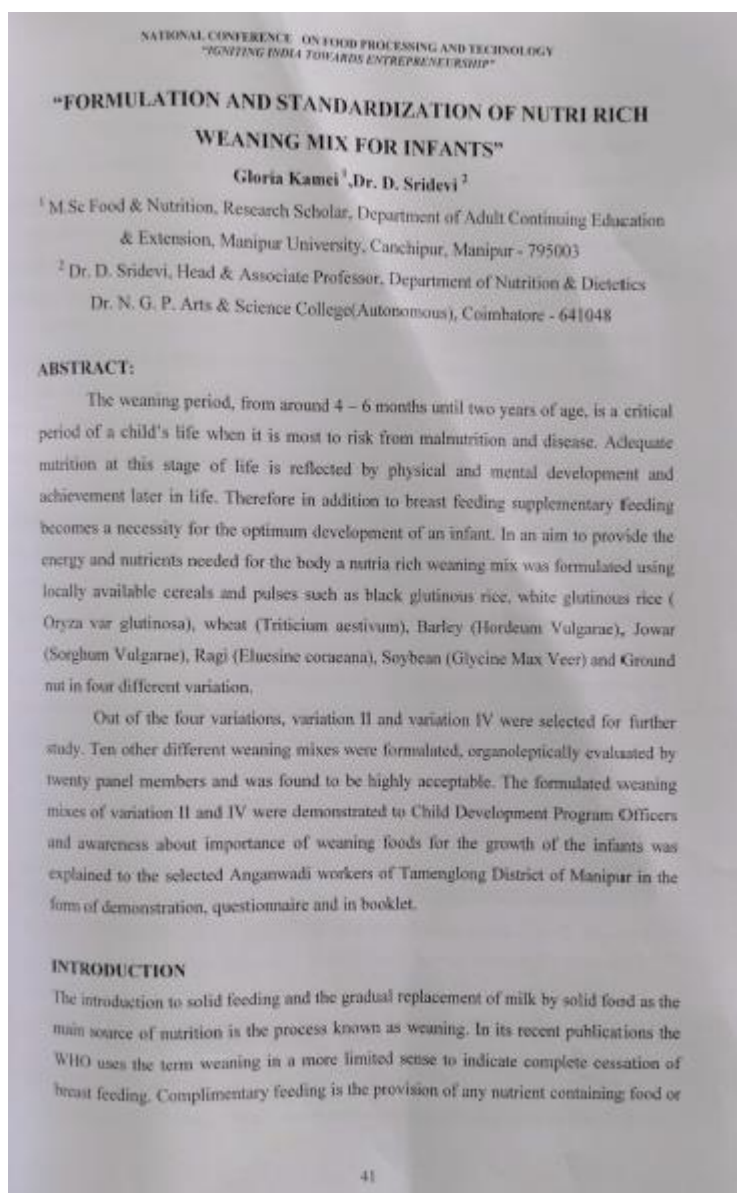 NATIONAL CONFERENCE ON FOOD PROCESSING AND TECHNOLOGY
"IGNITING INDIA TOWARDS ENTREPRENEURSHIP"
"FORMULATION AND STANDARDIZATION OF NUTRI RICH
WEANING MIX FOR INFANTS"
Gloria Kamei 1,Dr. D. Sridevi 2
1 M.Sc Food & Nutrition, Research Scholar, Department of Adult Continuing Education
& Extension, Manipur University, Canchipur, Manipur - 795003
2 Dr. D. Sridevi, Head & Associate Professor, Department of Nutrition & Dietetics
Dr. N. G. P. Arts & Science College(Autonomous), Coimbatore - 641048
ABSTRACT:
The weaning period, from around 4 – 6 months until two years of age, is a critical
period of a child's life when it is most to risk from malnutrition and disease. Adequate
nutrition at this stage of life is reflected by physical and mental development and
achievement later in life. Therefore in addition to breast feeding supplementary feeding
becomes a necessity for the optimum development of an infant. In an aim to provide the
energy and nutrients needed for the body a nutria rich weaning mix was formulated using
locally available cereals and pulses such as black glutinous rice, white glutinous rice (
Oryza var glutinosa), wheat (Triticium aestivum), Barley (Hordeum Vulgarae), Jowar
(Sorghum Vulgarae), Ragi (Eluesine coraeana), Soybean (Glycine Max Veer) and Ground
nut in four different variation.
Out of the four variations, variation II and variation IV were selected for further
study. Ten other different weaning mixes were formulated, organoleptically evaluated by
twenty panel members and was found to be highly acceptable. The formulated weaning
mixes of variation II and IV were demonstrated to Child Development Program Officers
and awareness about importance of weaning foods for the growth of the infants was
explained to the selected Anganwadi workers of Tamenglong District of Manipur in the
form of demonstration, questionnaire and in booklet.
INTRODUCTION
The introduction to solid feeding and the gradual replacement of milk by solid food as the
main source of nutrition is the process known as weaning. In its recent publications the
WHO uses the term weaning in a more limited sense to indicate complete cessation of
breast feeding. Complimentary feeding is the provision of any nutrient containing food or
41